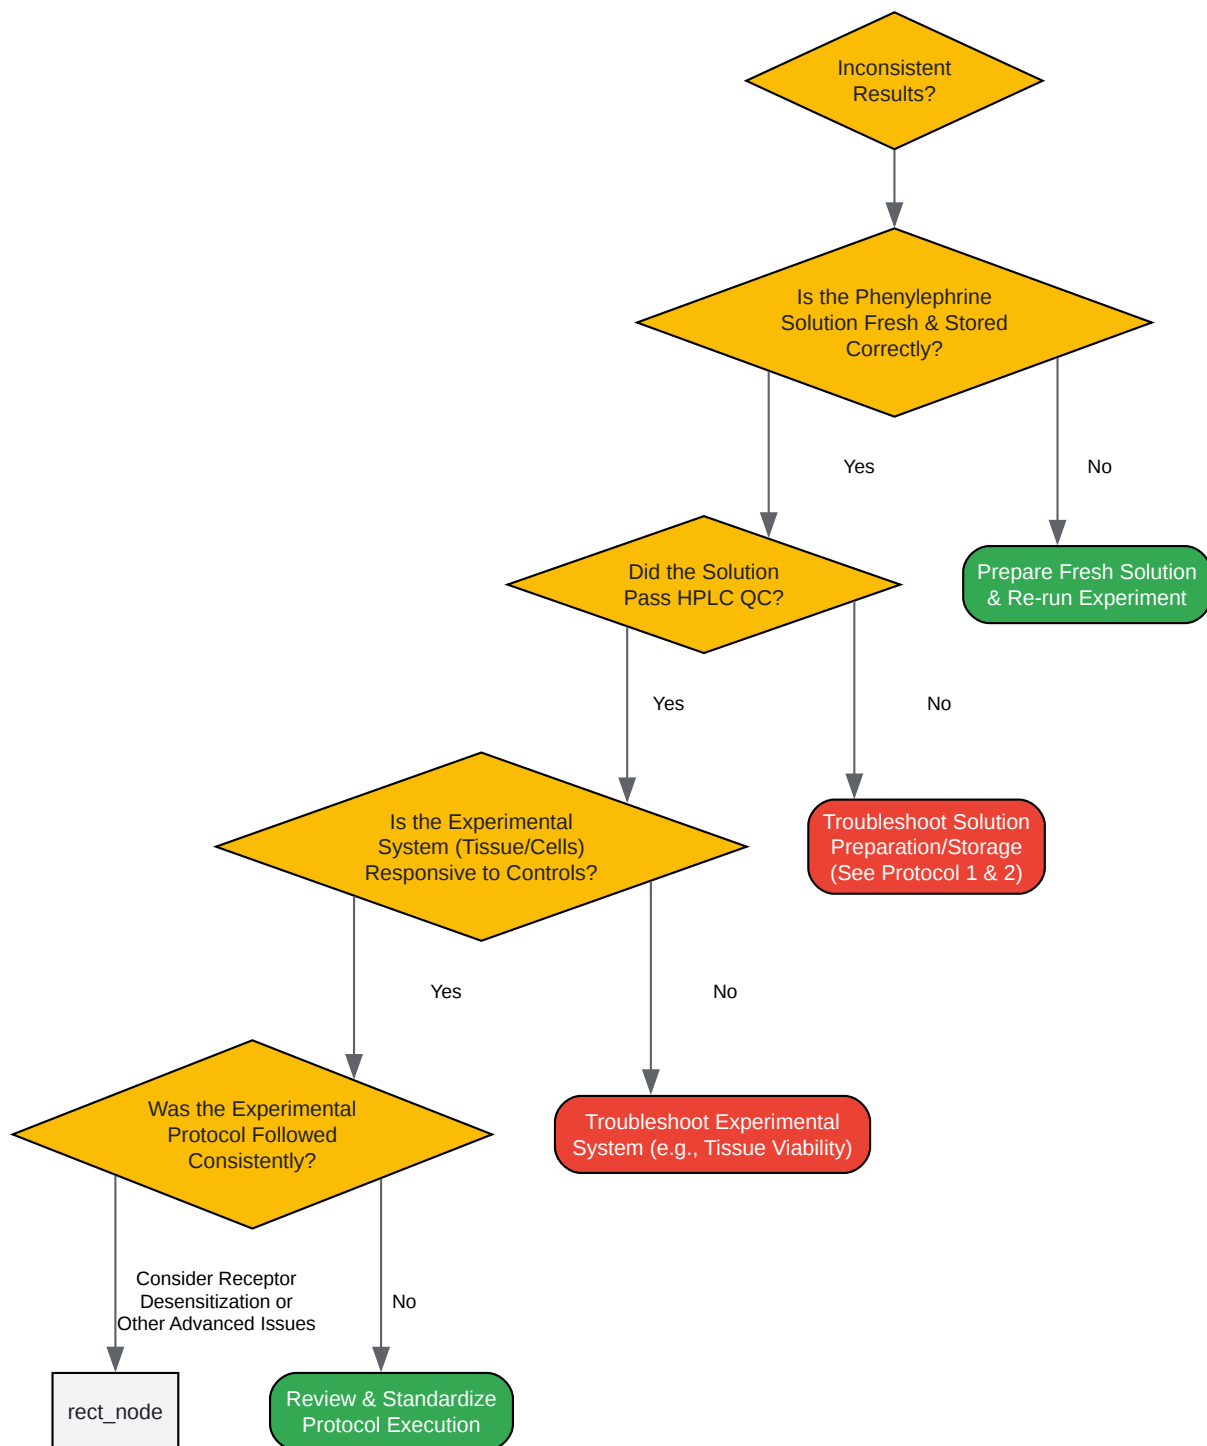 Inconsistent
Results?
Is the Phenylephrine
Solution Fresh & Stored
Correctly?
Yes
No
Did the Solution
Pass HPLC QC?
Prepare Fresh Solution
& Re-run Experiment
Yes
No
Is the Experimental
System (Tissue/Cells)
Responsive to Controls?
Troubleshoot Solution
Preparation/Storage
(See Protocol 1 & 2)
Yes
No
Was the Experimental
Protocol Followed
Consistently?
Troubleshoot Experimental
System (e.g., Tissue Viability)
Consider Receptor
Desensitization or
Other Advanced Issues
No
rect_node
Review & Standardize
Protocol Execution